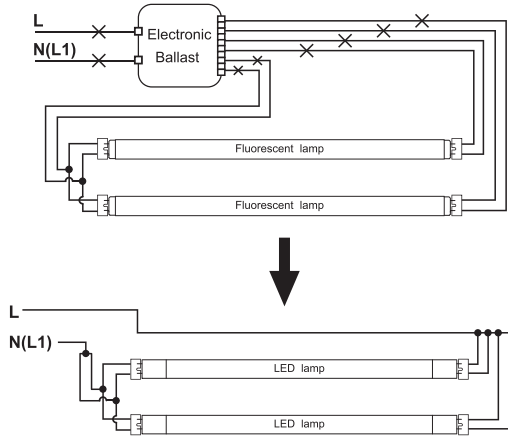 L
N(L1)
Electronic
Ballast
Fluorescent lamp
Fluorescent lamp
L
N(L1)
LED lamp
LED lamp